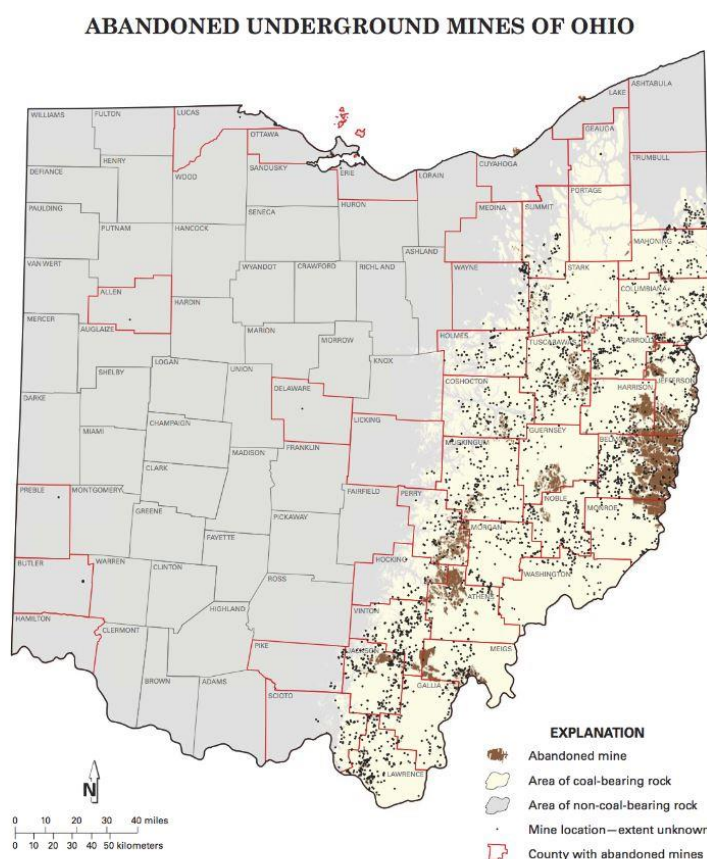 ABANDONED UNDERGROUND MINES OF OHIO
ASHTABULA
LAKE
WILLIAMS
FULTON
LUCAS
GEAUGA
OTTAWA
CUYAHOGA
TRUMBULL
HENRY
WOOD
SANDUSKY
ERIE
LORAIN
DEFIANCE
PORTAGE
SENECA
HURON
MEDINA
SUMMIT
PAULDING
PUTNAM
HANCOCK
MAHONING
ASHLAND
VAN WERT
WYANDOT
CRAWFORD
RICHLAND
WAYNE
STARK
COLUMBIANA
ALLEN
HARDIN
MERCER
AUGLAIZE
MARION
MORROW
HOLMES
TUSCARAWAS
CARROLL
KNOX
LOGAN
UNION
SHELBY
DELAWARE
COSHOCTON
HARRISON
JEFFERSON
DARKE
CHAMPAIGN
LICKING
MIAMI
GUERNSEY
MUSKINGUM
FRANKLIN
MADISON
CLARK
PREBLE
MONTGOMERY
FAIRFIELD
PERRY
NOBLE
MONROE
GREENE
PICKAWAY
MORGAN
FAYETTE
HOCKING
BUTLER
WARREN
CLINTON
WASHINGTON
ROSS
ATHENS
HIGHLAND
VINTON
HAMILTON
CLERMONT
PIKE
JACKSON
MEIGS
BROWN
ADAMS
SCIOTO
GALLIA
LAWRENCE
EXPLANATION
Abandoned mine
Area of coal-bearing rock
Area of non-coal-bearing rock
Mine location—extent unknown
County with abandoned mines
N
0 10 20 30 40 miles
0 10 20 30 40 50 kilometers